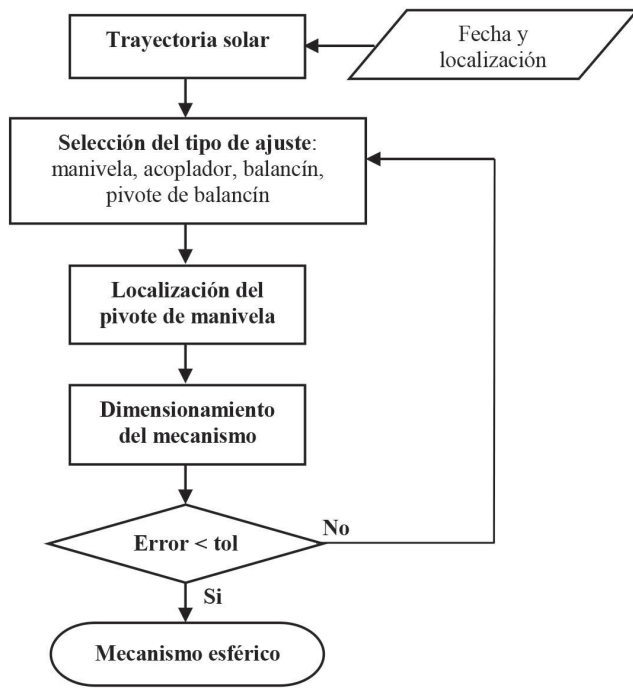 Trayectoria solar
Fecha y
localización
Selección del tipo de ajuste:
manivela, acoplador, balancín,
pivote de balancín
Localización del
pivote de manivela
Dimensionamiento
del mecanismo
Error < tol
No
Si
Mecanismo esférico